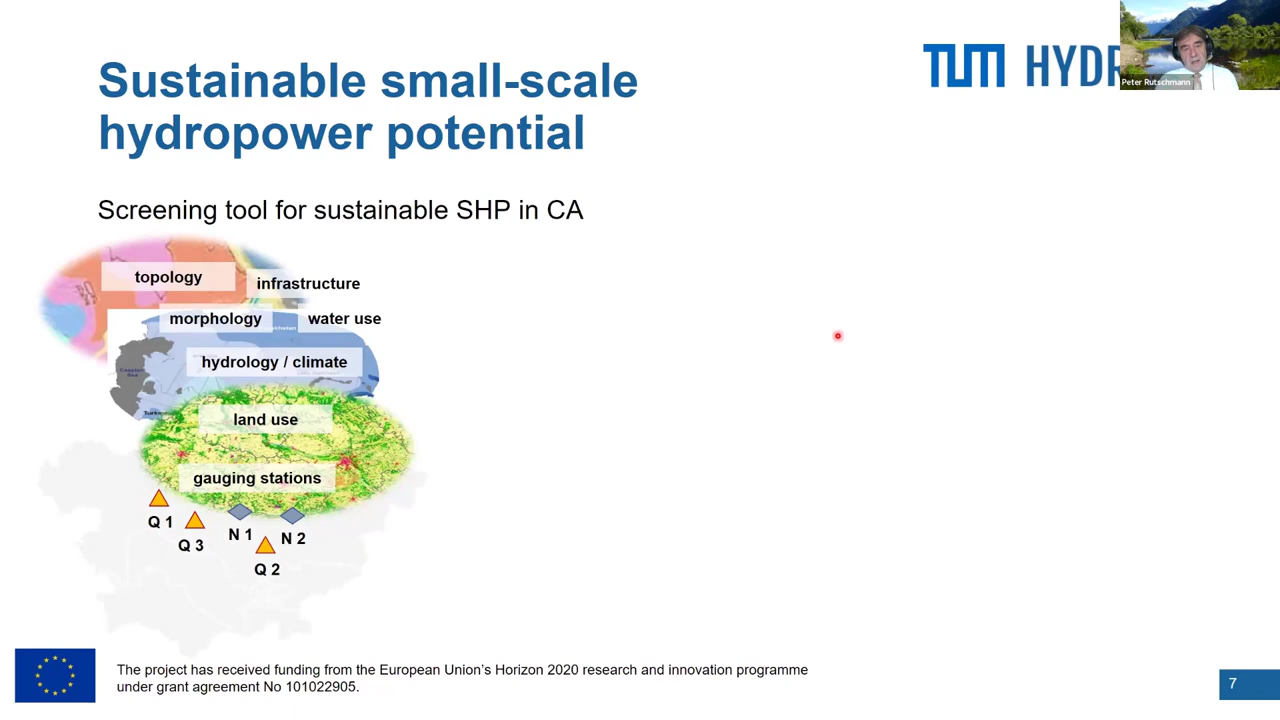 Sustainable small-scale
hydropower potential
TUM HYDR
Peter Rutschmann
Screening tool for sustainable SHP in CA
topology
infrastructure
morphology
water use
hydrology / climate
land use
gauging stations
Q 1
Q 3
N 1
N 2
Q 2
The project has received funding from the European Union's Horizon 2020 research and innovation programme
under grant agreement No 101022905.
7